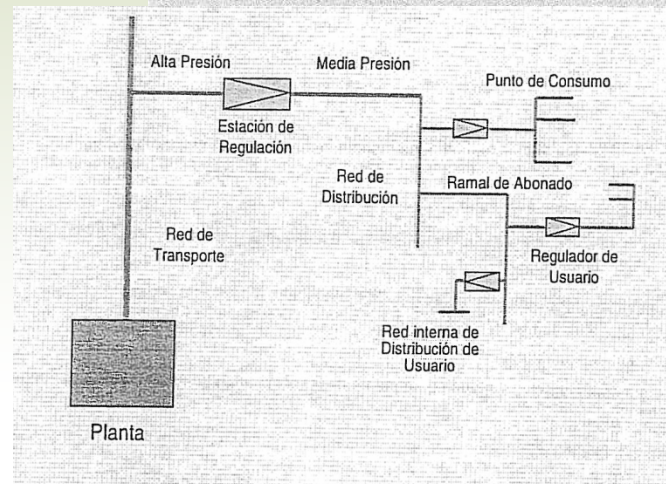 Alta Presión
Media Presión
Punto de Consumo
Estación de
Regulación
Red de
Distribución
Ramal de Abonado
Red de
Transporte
Regulador de
Usuario
Red interna de
Distribución de
Usuario
Planta